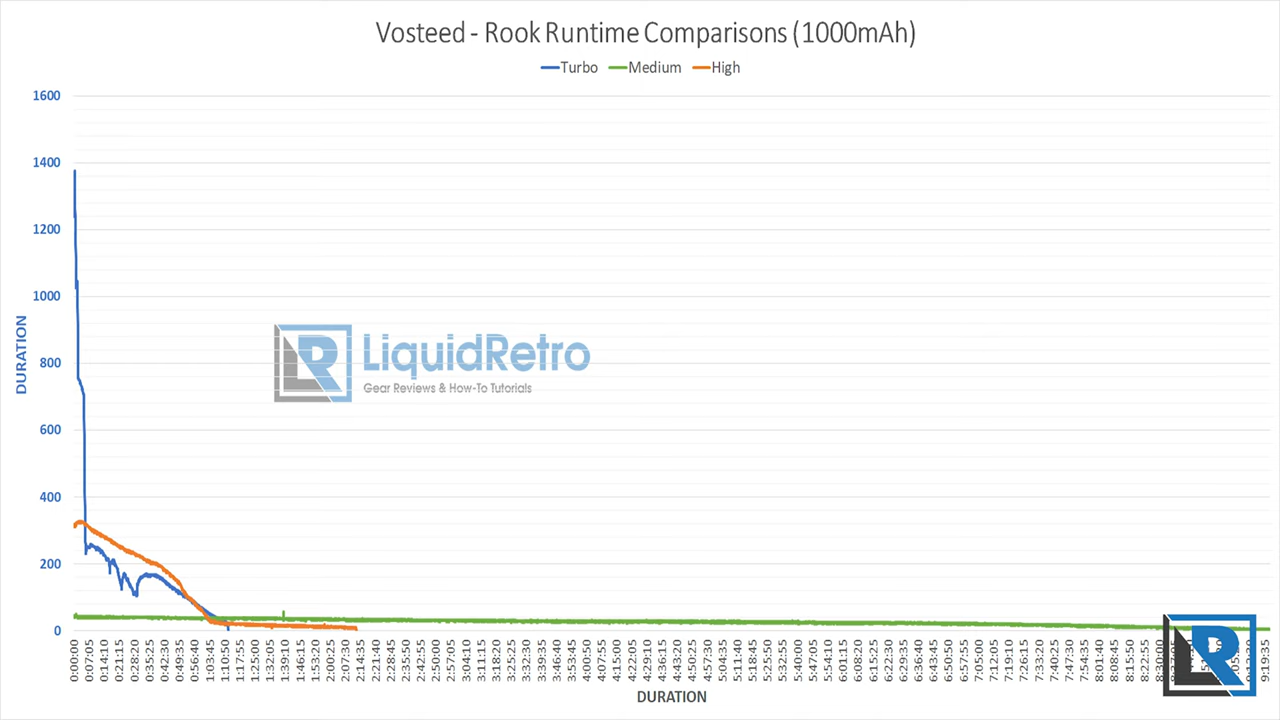 Vosteed - Rook Runtime Comparisons (1000mAh)
Turbo Medium High
1600
1400
1200
1000
800
600
400
200
0
DURATION
LiquidRetro
Gear Reviews & How-To Tutorials
0:00:00 0:07:05 0:14:10 0:21:15 0:28:20 0:35:25 0:42:30 0:49:35 0:56:40 1:03:45 1:10:50 1:17:55 1:25:00 1:32:05 1:39:10 1:46:15 1:53:20 2:00:25 2:07:30 2:14:35 2:21:40 2:28:45 2:35:50 2:42:55 2:50:00 2:57:05 3:04:10 3:11:15 3:18:20 3:25:25 3:32:30 3:39:35 3:46:40 3:53:45 4:00:50 4:07:55 4:15:00 4:22:05 4:29:10 4:36:15 4:43:20 4:50:25 4:57:30 5:04:35 5:11:40 5:18:45 5:25:50 5:32:55 5:40:00 5:47:05 5:54:10 6:01:15 6:08:20 6:15:25 6:22:30 6:29:35 6:36:40 6:43:45 6:50:50 6:57:55 7:05:00 7:12:05 7:19:10 7:26:15 7:33:20 7:40:25 7:47:30 7:54:35 8:01:40 8:08:45 8:15:50 8:22:55 8:30:00 9:19:35
DURATION
LR